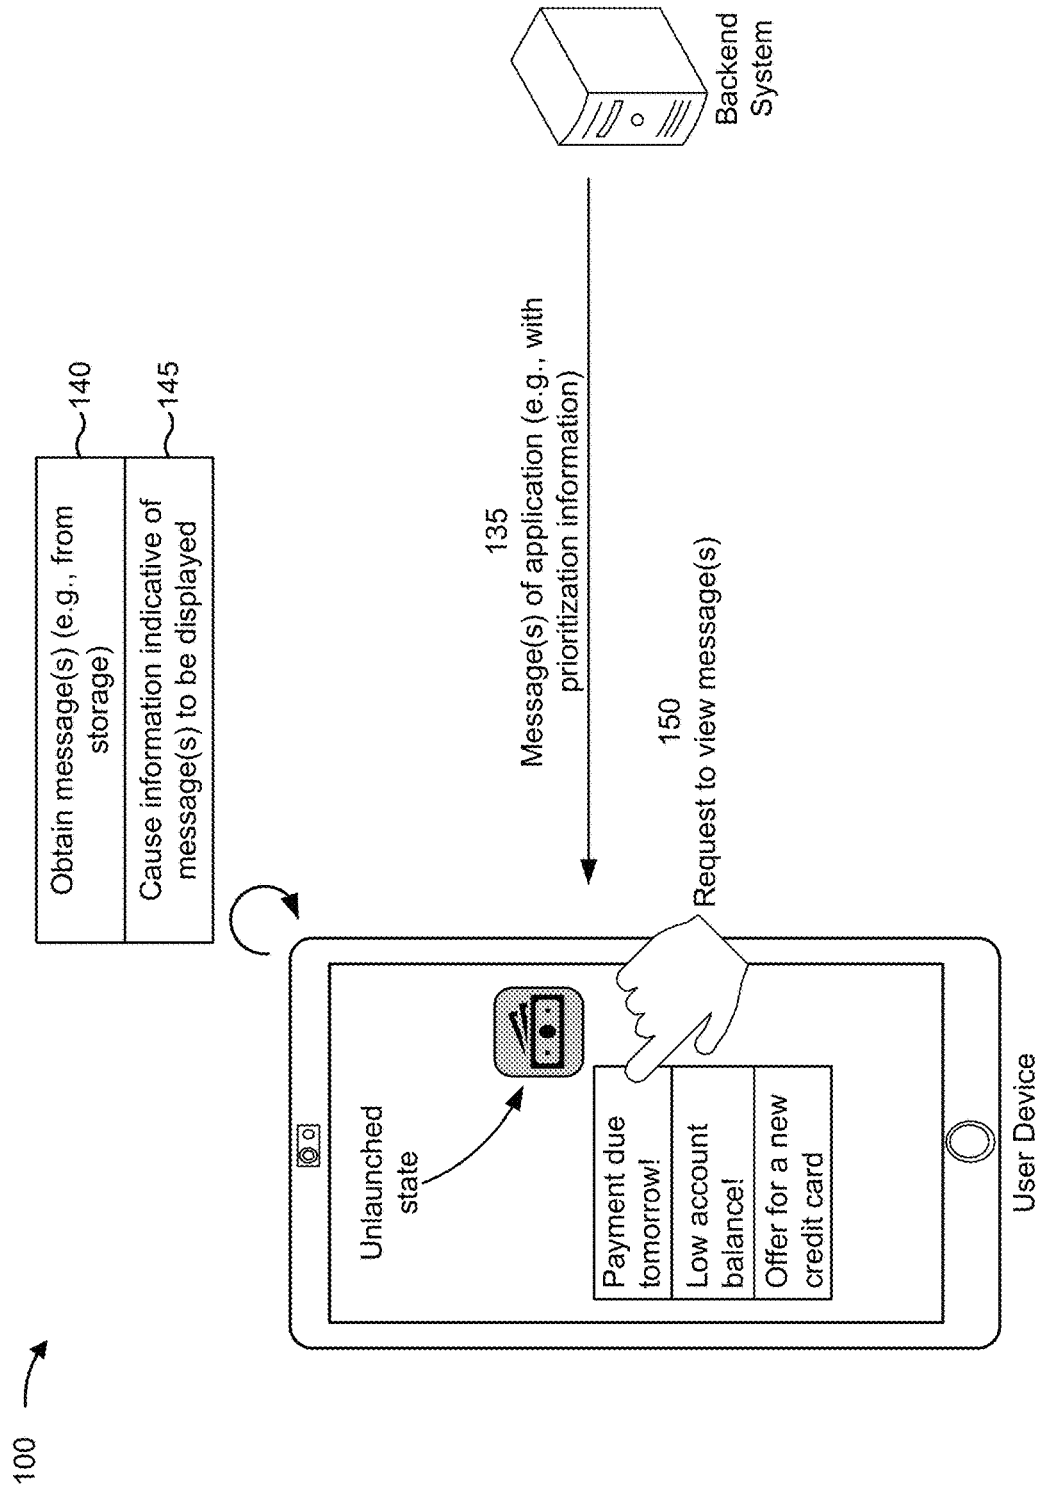 100
Obtain message(s) (e.g., from
storage)
140
Cause information indicative of
message(s) to be displayed
145
Unlaunched
state
135
Message(s) of application (e.g., with
prioritization information)
150
Request to view message(s)
Payment due
tomorrow!
Low account
balance!
Offer for a new
credit card
User Device
Backend
System